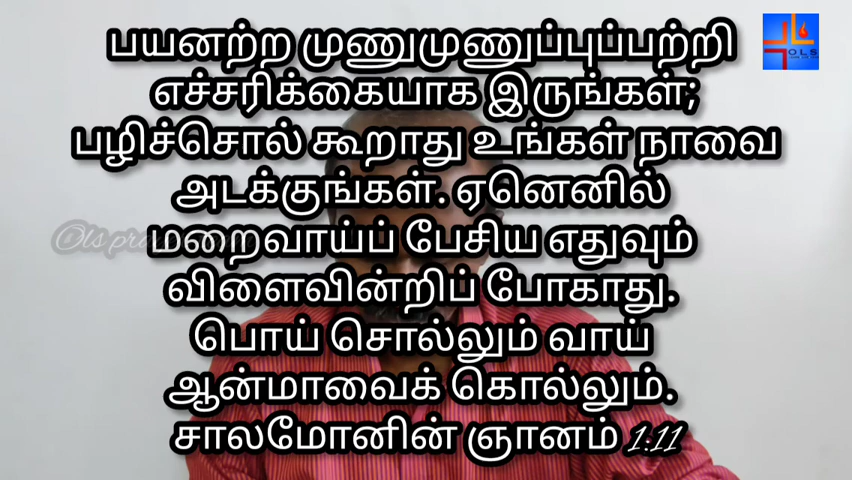 பயனற்ற முணுமுணுப்புப்பற்றி
எச்சரிக்கையாக இருங்கள்;
பழிச்சொல் கூறாது உங்கள் நாவை
அடக்குங்கள். ஏனெனில்
மறைவாய்ப் பேசிய எதுவும்
விளைவின்றிப் போகாது.
பொய் சொல்லும் வாய்
ஆன்மாவைக் கொல்லும்.
சாலமோனின் ஞானம் 1:11
OLS